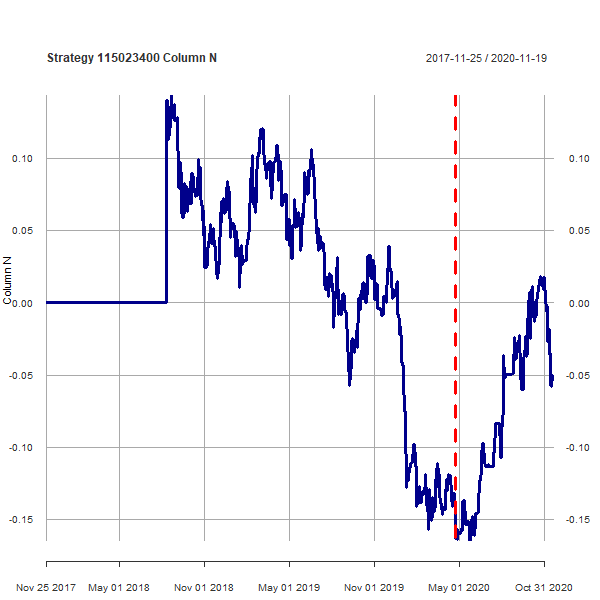 Strategy 115023400 Column N
2017-11-25 / 2020-11-19
Column N
0.10
0.05
0.00
-0.05
-0.10
-0.15
0.10
0.05
0.00
-0.05
-0.10
-0.15
Nov 25 2017
May 01 2018
Nov 01 2018
May 01 2019
Nov 01 2019
May 01 2020
Oct 31 2020